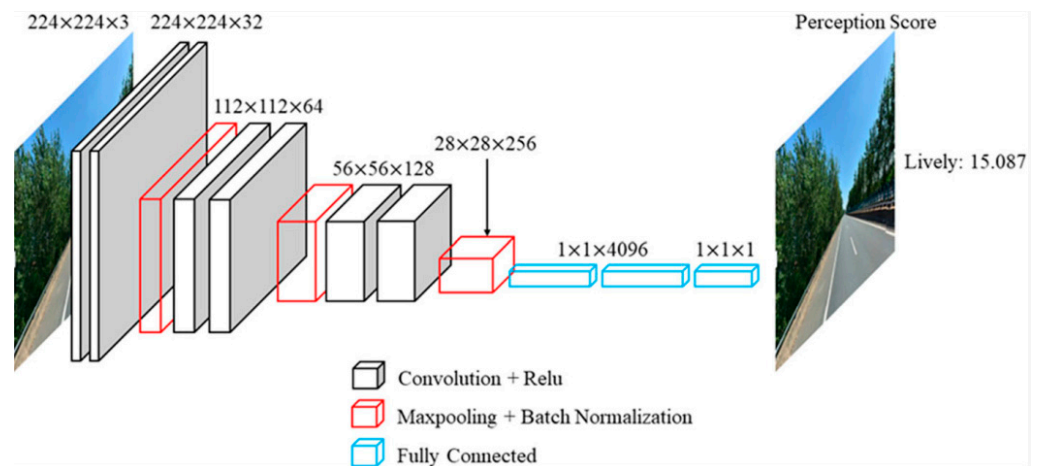 224×224×3
224×224×32
Perception Score
112×112×64
28×28×256
56×56×128
Lively: 15.087
1×1×4096
1×1×1
Convolution + Relu
Maxpooling + Batch Normalization
Fully Connected